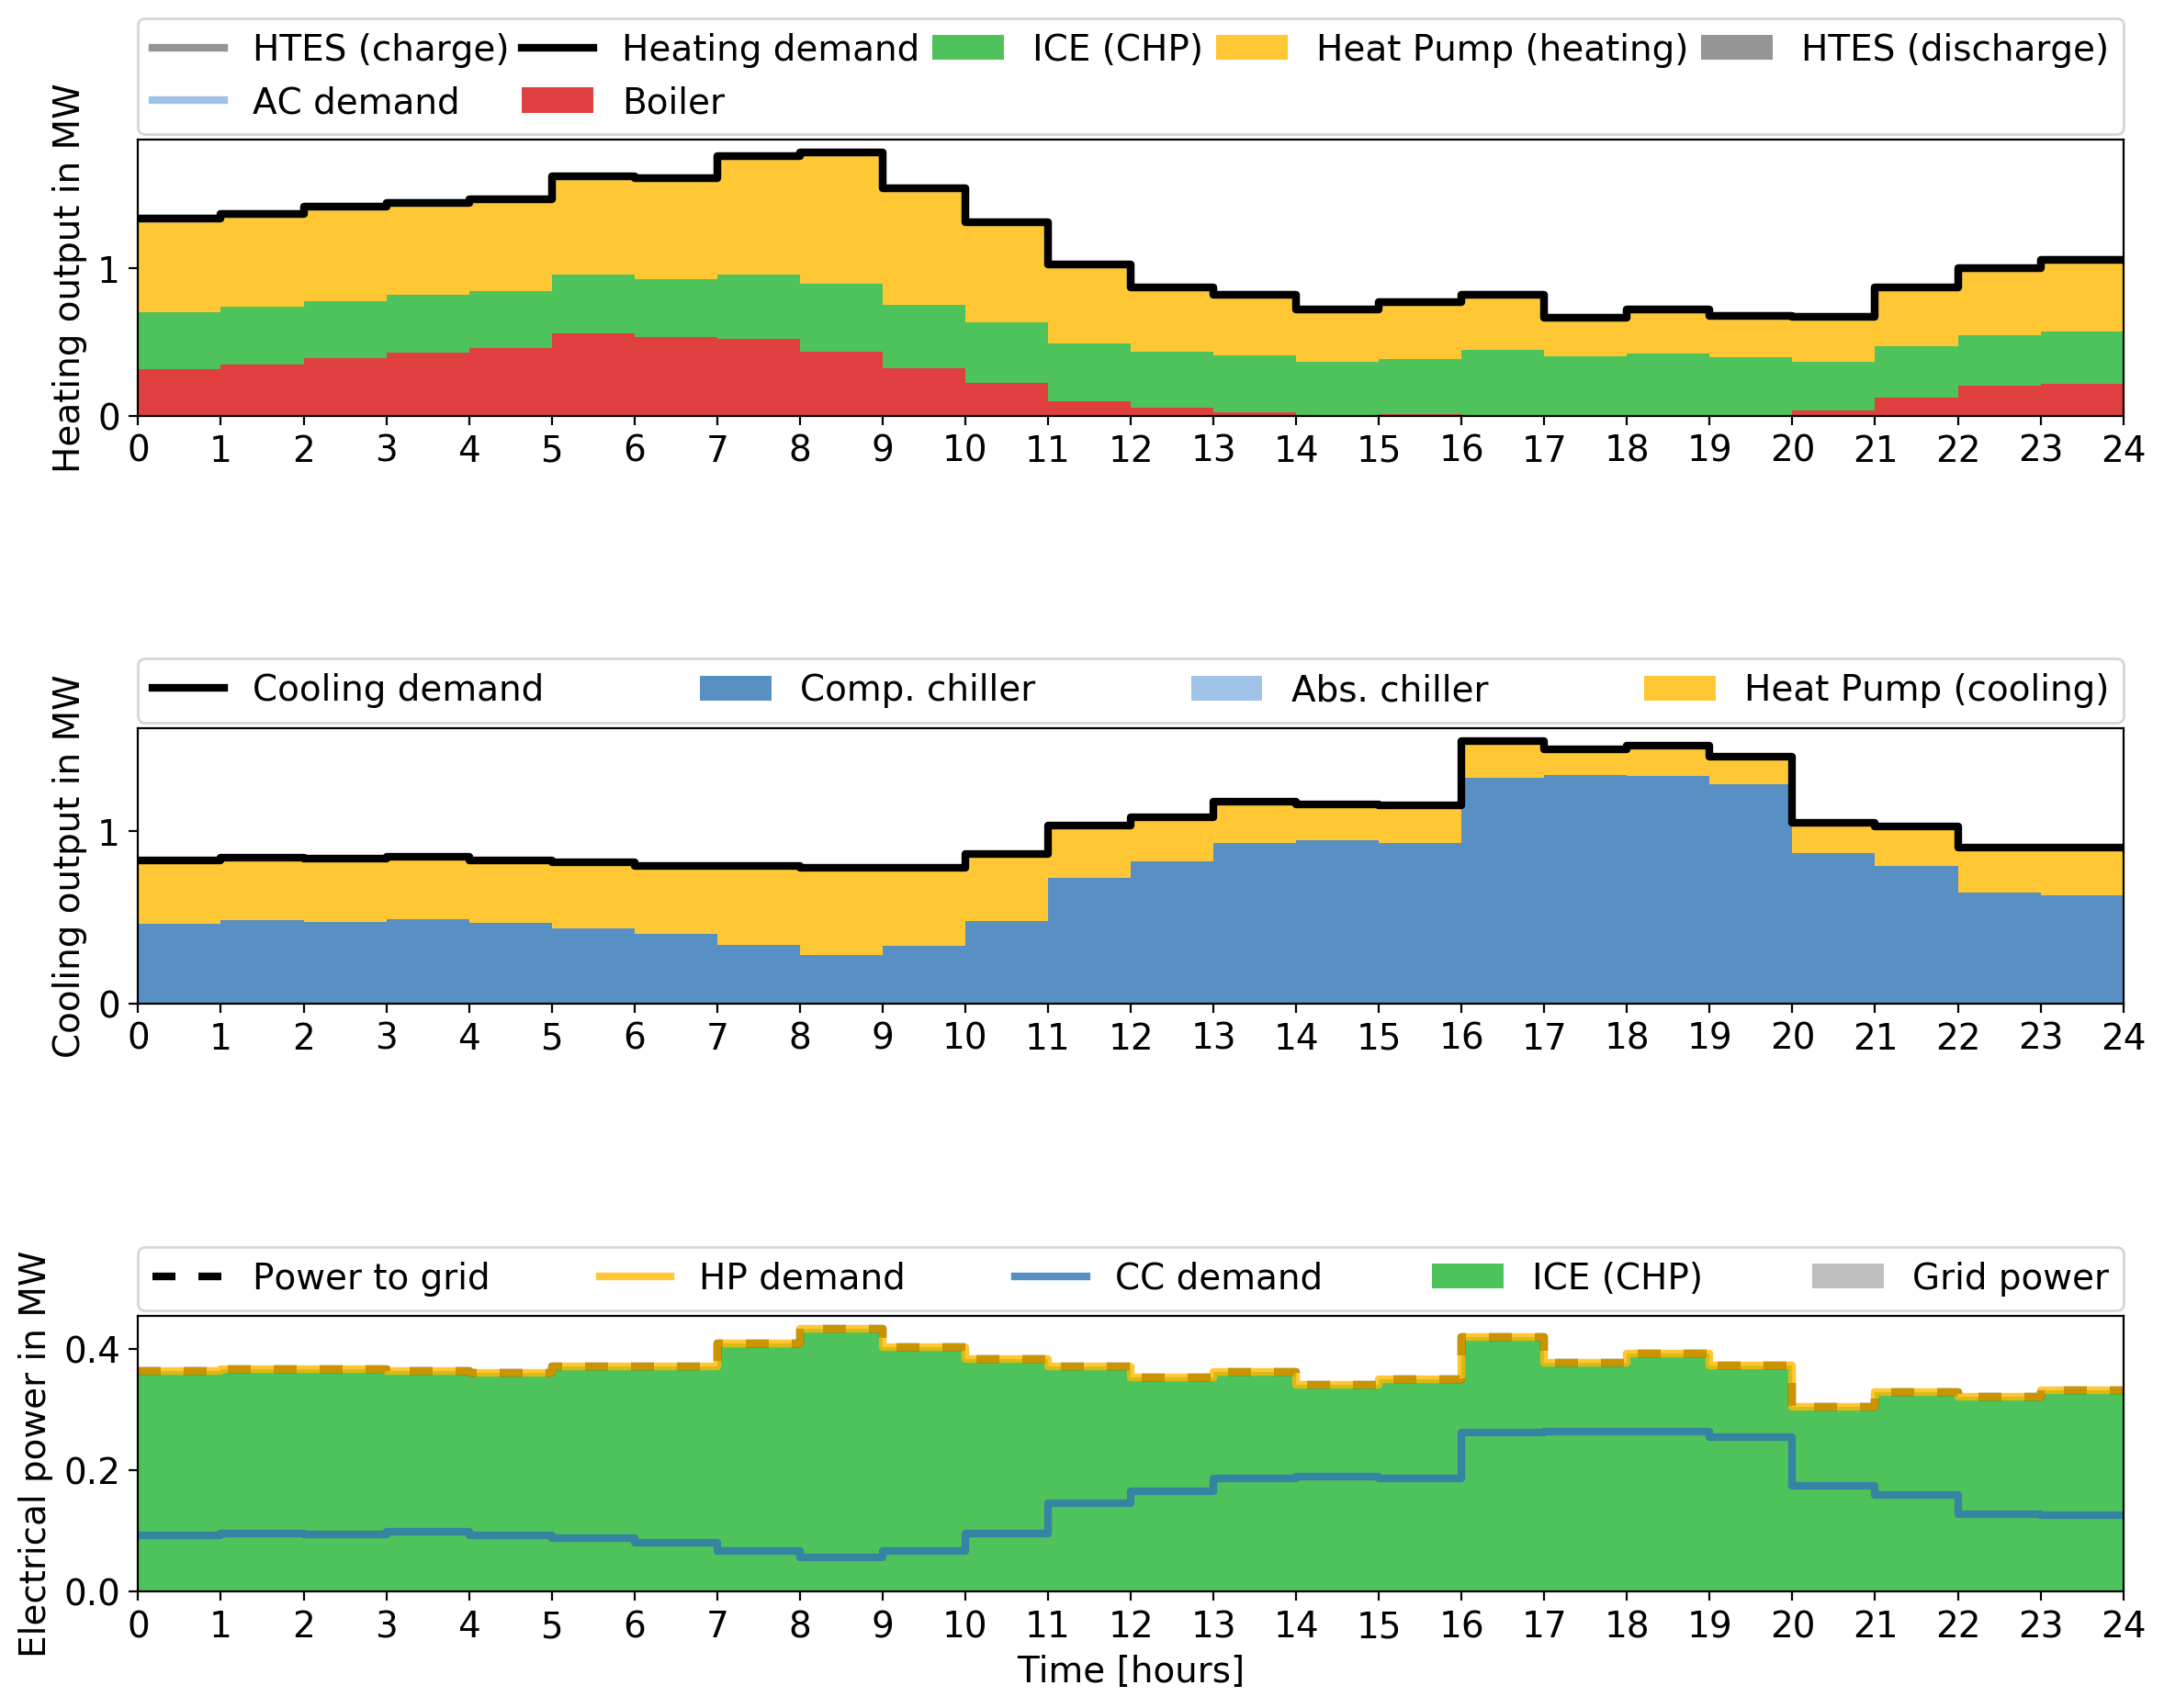 HTES (charge) Heating demand ICE (CHP) Heat Pump (heating) HTES (discharge)
AC demand Boiler
Heating output in MW
1
0
0 1 2 3 4 5 6 7 8 9 10 11 12 13 14 15 16 17 18 19 20 21 22 23 24
Cooling demand Comp. chiller Abs. chiller Heat Pump (cooling)
Cooling output in MW
1
0
0 1 2 3 4 5 6 7 8 9 10 11 12 13 14 15 16 17 18 19 20 21 22 23 24
Power to grid HP demand CC demand ICE (CHP) Grid power
Electrical power in MW
0.4
0.2
0.0
0 1 2 3 4 5 6 7 8 9 10 11 12 13 14 15 16 17 18 19 20 21 22 23 24
Time [hours]